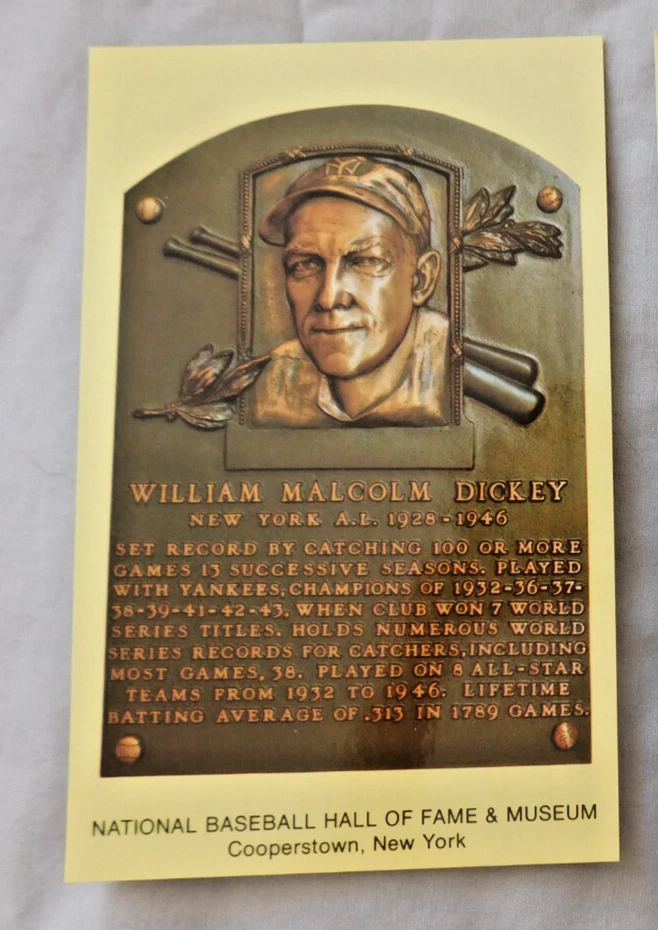 NY
WILLIAM MALCOLM DICKEY
NEW YORK A.L. 1928-1946
SET RECORD BY CATCHING 100 OR MORE
GAMES 13 SUCCESSIVE SEASONS. PLAYED
WITH YANKEES, CHAMPIONS OF 1932-36-37-
38-39-41-42-43, WHEN CLUB WON 7 WORLD
SERIES TITLES. HOLDS NUMEROUS WORLD
SERIES RECORDS FOR CATCHERS, INCLUDING
MOST GAMES, 38. PLAYED ON 8 ALL-STAR
TEAMS FROM 1932 TO 1946. LIFETIME
BATTING AVERAGE OF .313 IN 1789 GAMES.
NATIONAL BASEBALL HALL OF FAME & MUSEUM
Cooperstown, New York